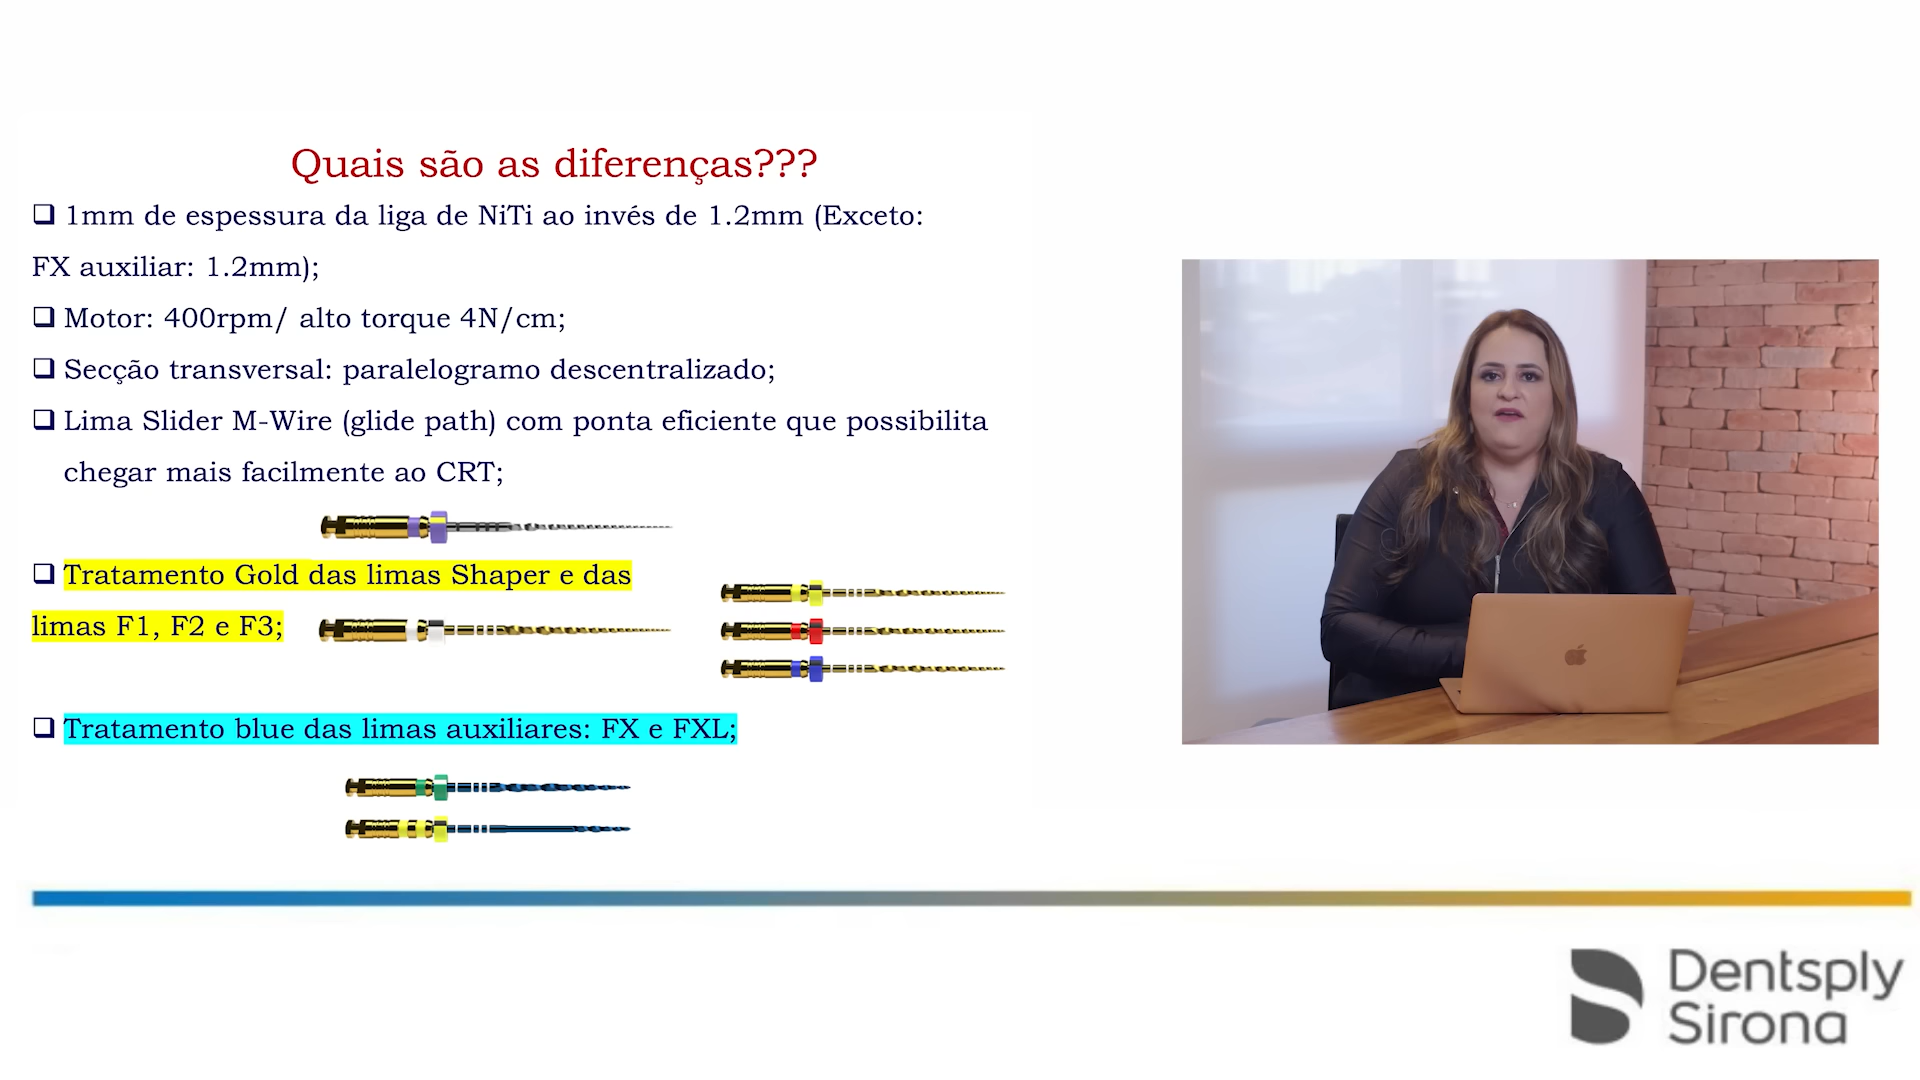 Quais são as diferenças???
❑ 1mm de espessura da liga de NiTi ao invés de 1.2mm (Exceto:
FX auxiliar: 1.2mm);
❑ Motor: 400rpm/ alto torque 4N/cm;
❑ Secção transversal: paralelogramo descentralizado;
❑ Lima Slider M-Wire (glide path) com ponta eficiente que possibilita
chegar mais facilmente ao CRT;
❑ Tratamento Gold das limas Shaper e das
limas F1, F2 e F3;
❑ Tratamento blue das limas auxiliares: FX e FXL;
Dentsply
Sirona